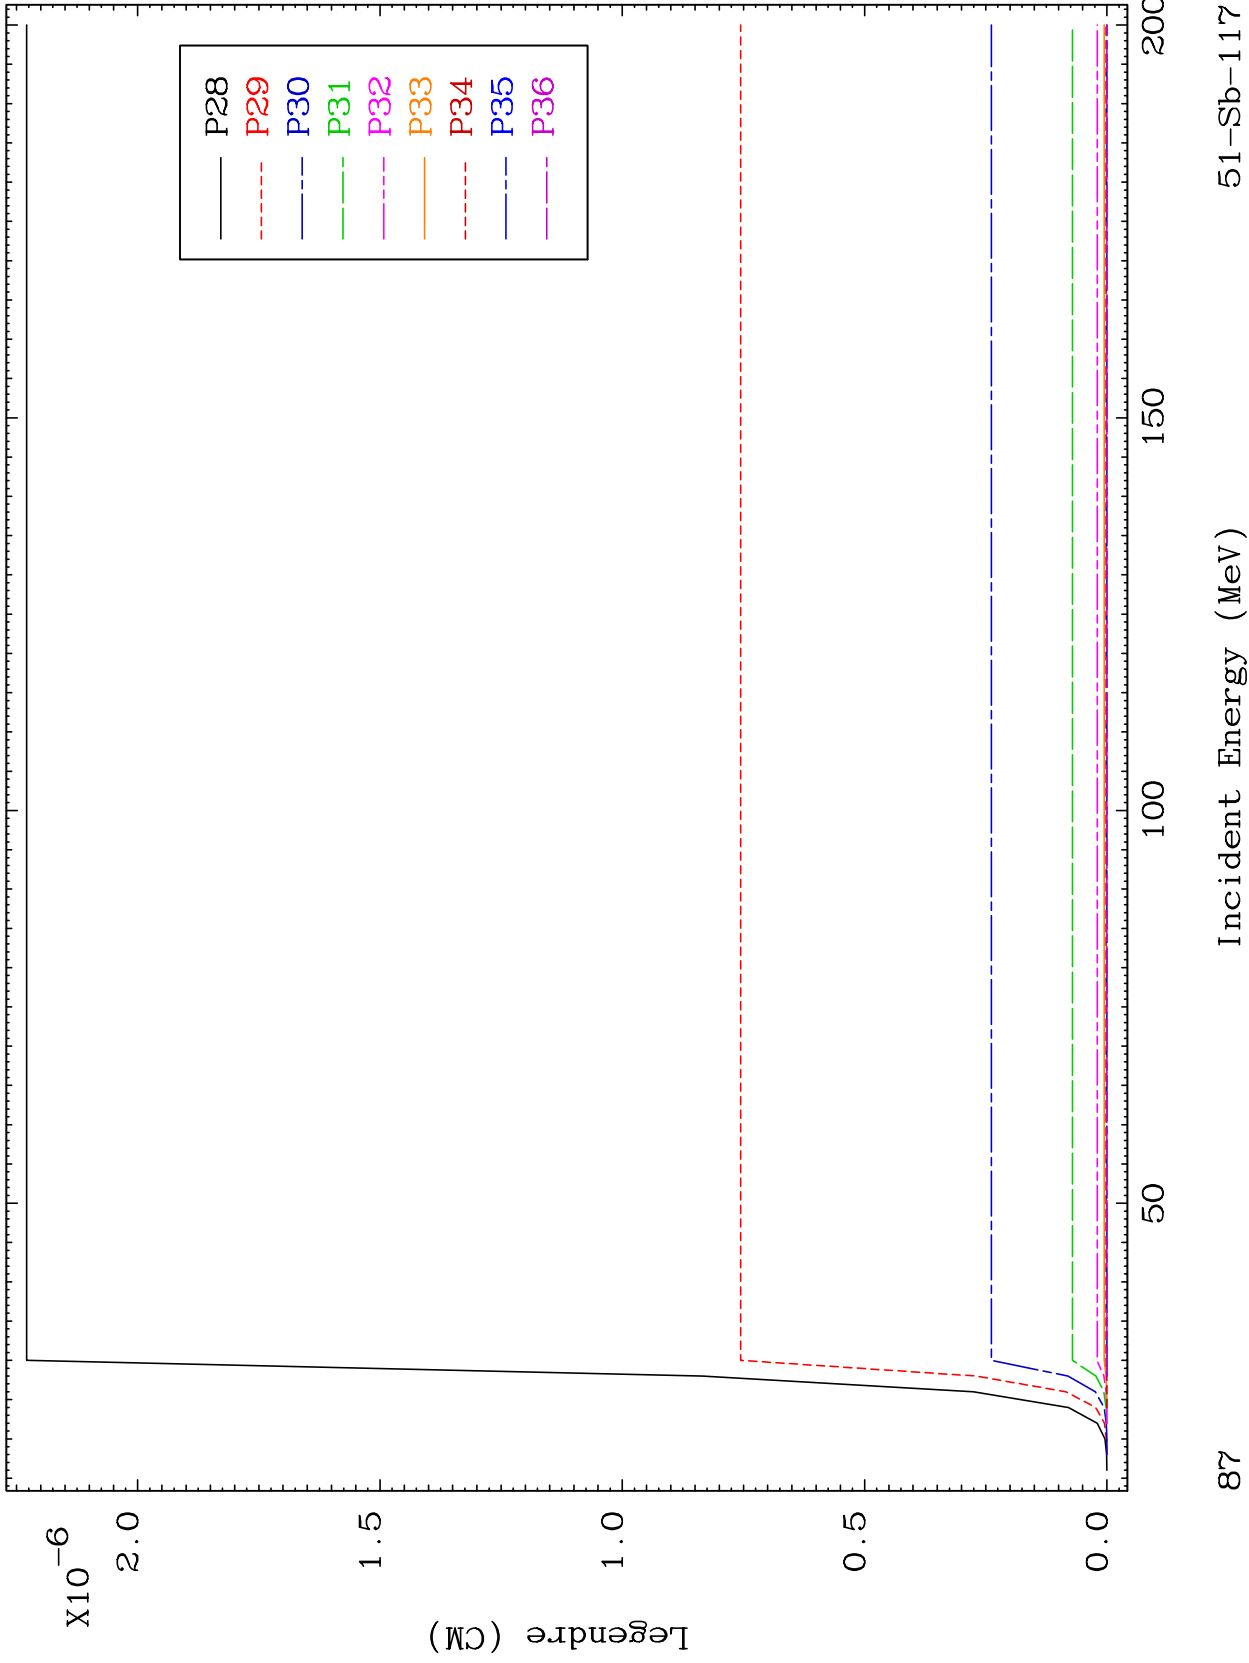 X10-6
2.0
1.5
1.0
0.5
0.0
Legendre (CM)
P28
P29
P30
P31
P32
P33
P34
P35
P36
50
100
150
200
Incident Energy (MeV)
87
51-Sb-117